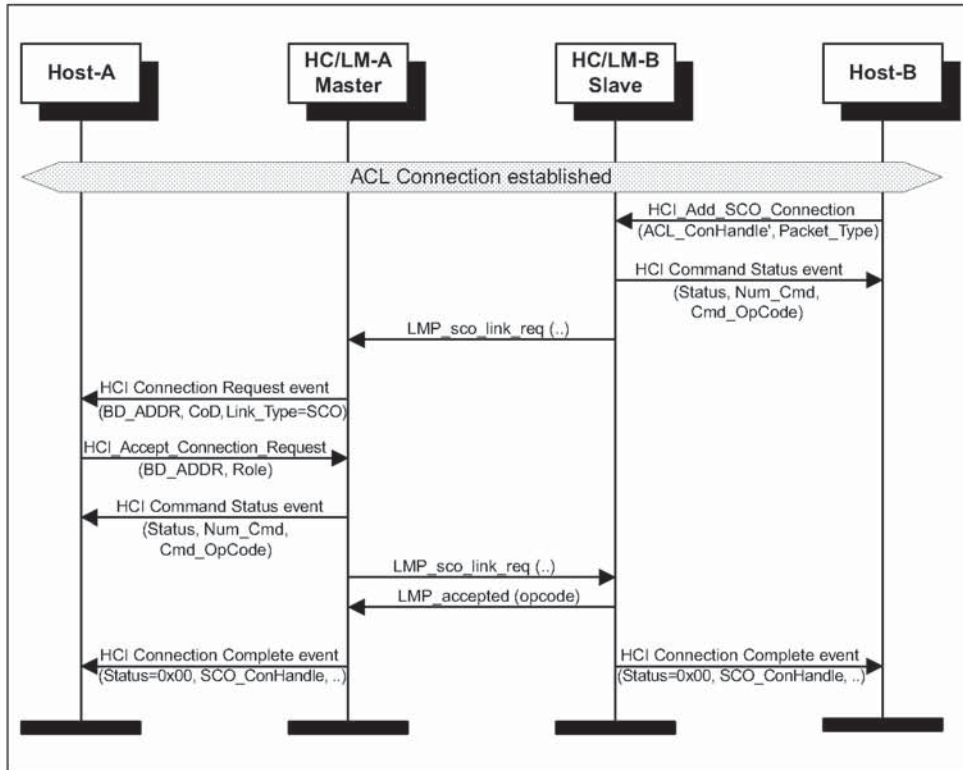 Host-A
HC/LM-A
Master
HC/LM-B
Slave
Host-B
ACL Connection established
HCI_Add_SCO_Connection
(ACL_ConHandle', Packet_Type)
HCI Command Status event
(Status, Num_Cmd,
Cmd_OpCode)
LMP_sco_link_req (..)
HCI Connection Request event
(BD_ADDR, CoD, Link_Type=SCO)
HCI_Accept_Connection_Request
(BD_ADDR, Role)
HCI Command Status event
(Status, Num_Cmd,
Cmd_OpCode)
LMP_sco_link_req (..)
LMP_accepted (opcode)
HCI Connection Complete event
(Status=0x00, SCO_ConHandle, ..)
HCI Connection Complete event
(Status=0x00, SCO_ConHandle, ..)